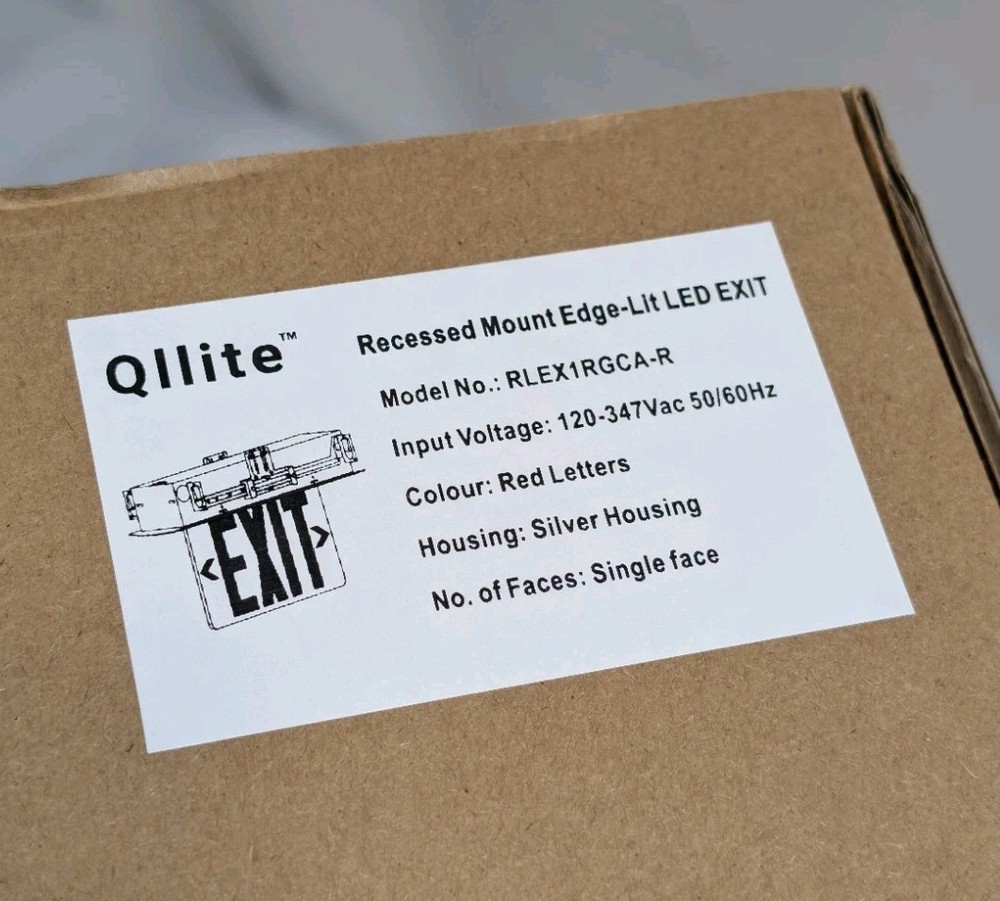 Qllite™
Recessed Mount Edge-Lit LED EXIT
Model No.: RLEX1RGCA-R
Input Voltage: 120-347Vac 50/60Hz
Colour: Red Letters
Housing: Silver Housing
No. of Faces: Single face
< EXIT >